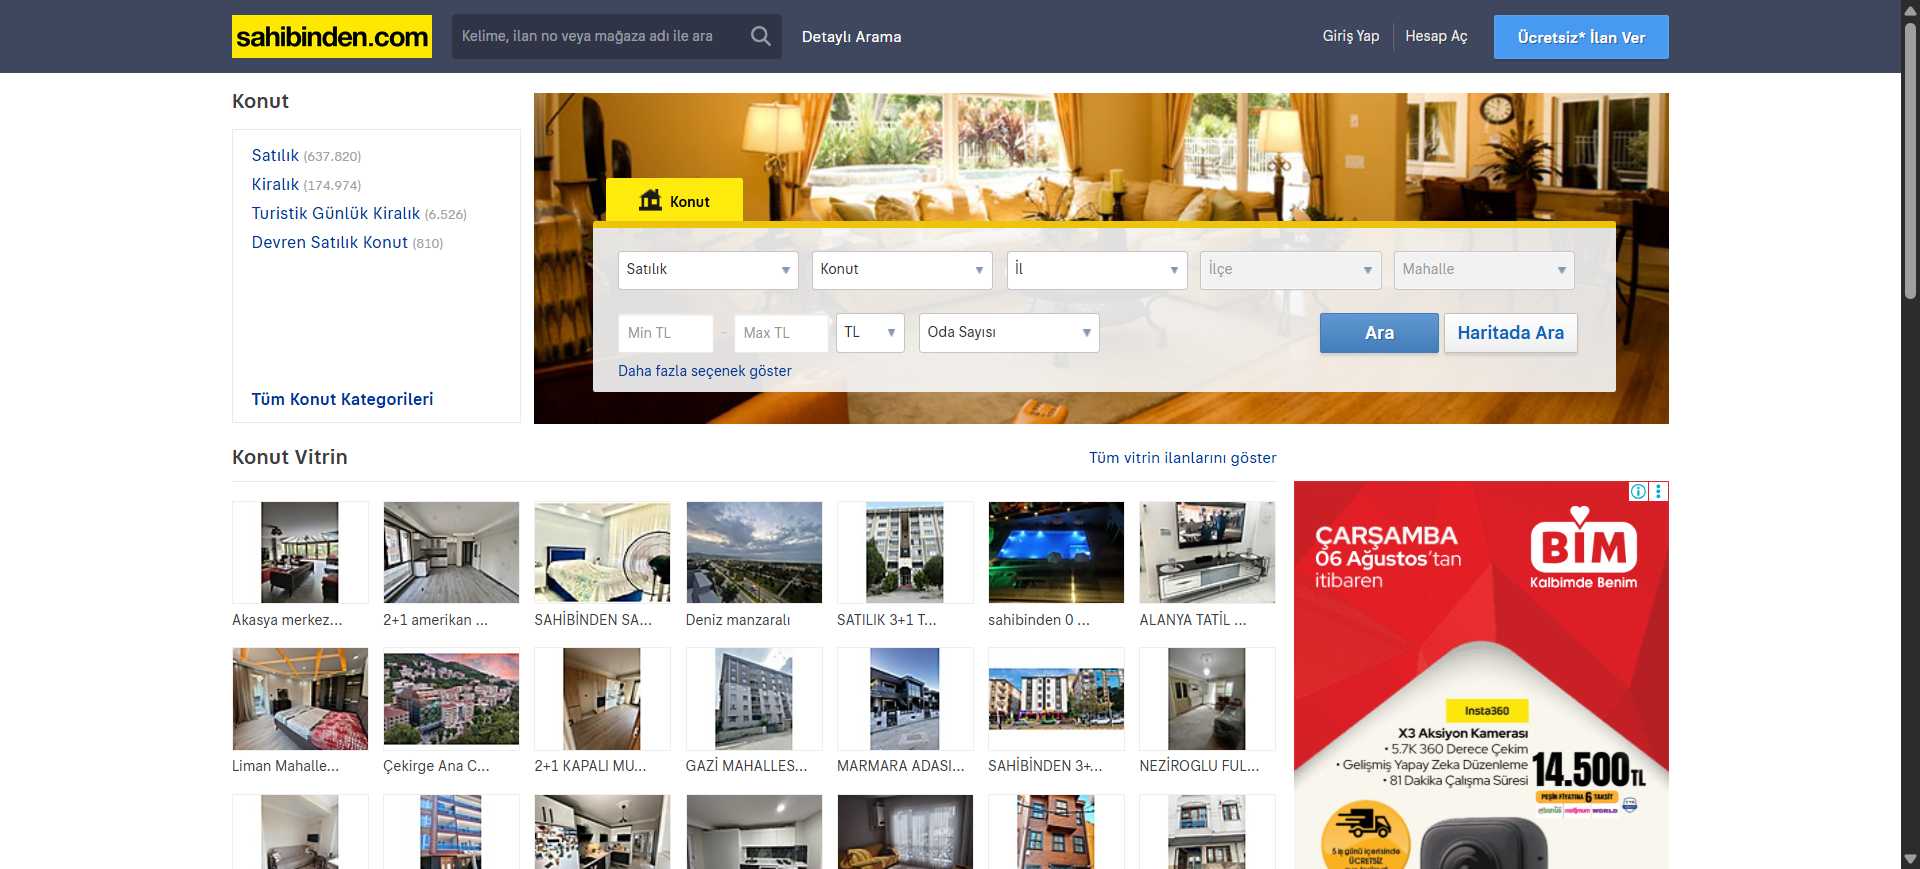 sahibinden.com
Kelime, ilan no veya mağaza adı ile ara
Detaylı Arama
Giriş Yap
Hesap Aç
Ücretsiz* İlan Ver
Konut
Satılık (637.820)
Kiralık (174.974)
Turistik Günlük Kiralık (6.526)
Devren Satılık Konut (810)
Tüm Konut Kategorileri
Konut
Satılık
Konut
İl
İlçe
Mahalle
Min TL
-
Max TL
TL
Oda Sayısı
Ara
Haritada Ara
Daha fazla seçenek göster
Konut Vitrin
Tüm vitrin ilanlarını göster
Akasya merkez...
2+1 amerikan ...
SAHİBİNDEN SA...
Deniz manzaralı
SATILIK 3+1 T...
sahibinden 0 ...
ALANYA TATİL ...
Liman Mahalle...
Çekirge Ana C...
2+1 KAPALI MU...
GAZİ MAHALLES...
MARMARA ADASI...
SAHİBİNDEN 3+...
NEZİROGLU FUL...
ÇARŞAMBA
06 Ağustos'tan
itibaren
BİM
Kalbimde Benim
Insta360
X3 Aksiyon Kamerası
• 5.7K 360 Derece Çekim
• Gelişmiş Yapay Zeka Düzenleme
• 81 Dakika Çalışma Süresi
14.500TL
PEŞİN FİYATINA 6 TAKSİT
maximum WORLD
5 iş günü içerisinde
ÜCRETSİZ